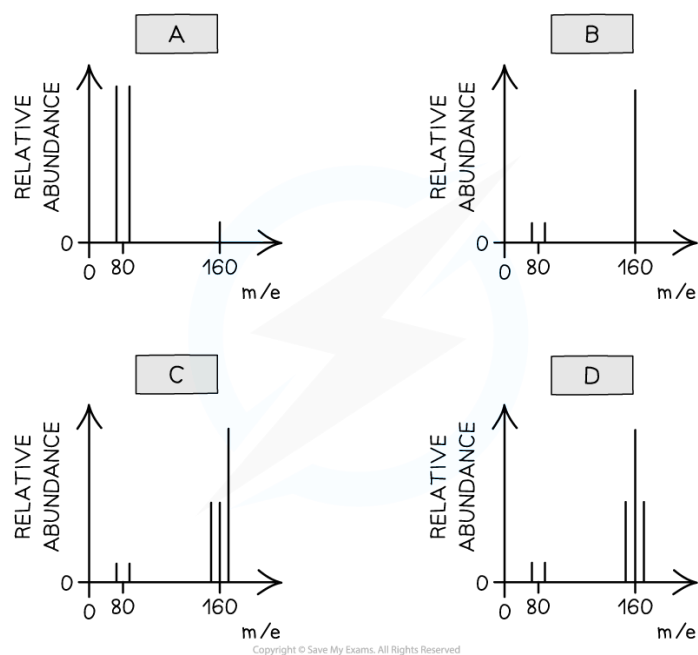 A
RELATIVE
ABUNDANCE
0
0
80
160
m/e
B
RELATIVE
ABUNDANCE
0
0
80
160
m/e
C
RELATIVE
ABUNDANCE
0
0
80
160
m/e
D
RELATIVE
ABUNDANCE
0
0
80
160
m/e
Copyright © Save My Exams. All Rights Reserved